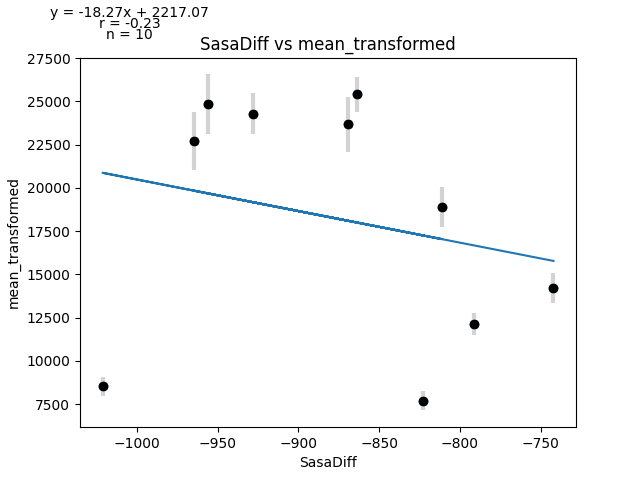 y = -18.27x + 2217.07
r = -0.23
n = 10
SasaDiff vs mean_transformed
27500
25000
22500
20000
17500
15000
12500
10000
7500
mean_transformed
−1000
−950
−900
−850
−800
−750
SasaDiff